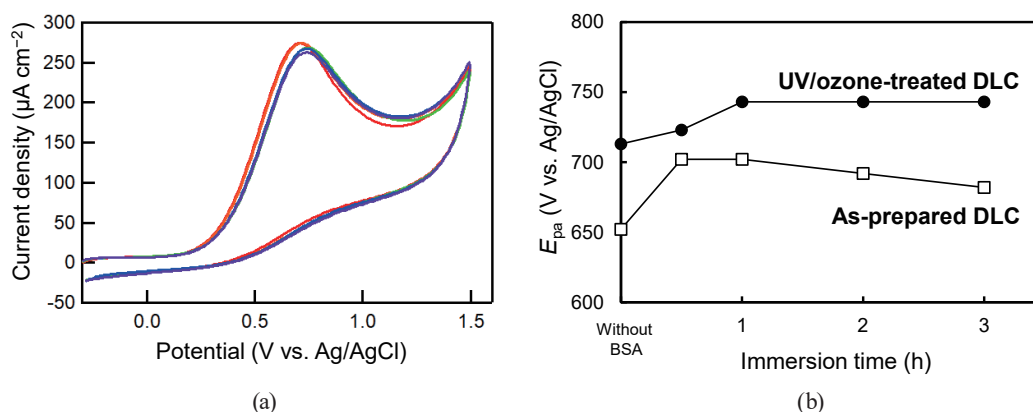 300
250
200
150
100
50
0
-50
Current density (μA cm⁻²)
0.0 0.5 1.0 1.5
Potential (V vs. Ag/AgCl)
(a)
800
750
700
650
600
E_pa (V vs. Ag/AgCl)
UV/ozone-treated DLC
As-prepared DLC
Without
BSA
1 2 3
Immersion time (h)
(b)